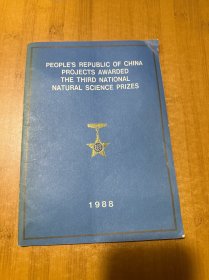 PEOPLE'S REPUBLIC OF CHINA
PROJECTS AWARDED
THE THIRD NATIONAL
NATURAL SCIENCE PRIZES
1988